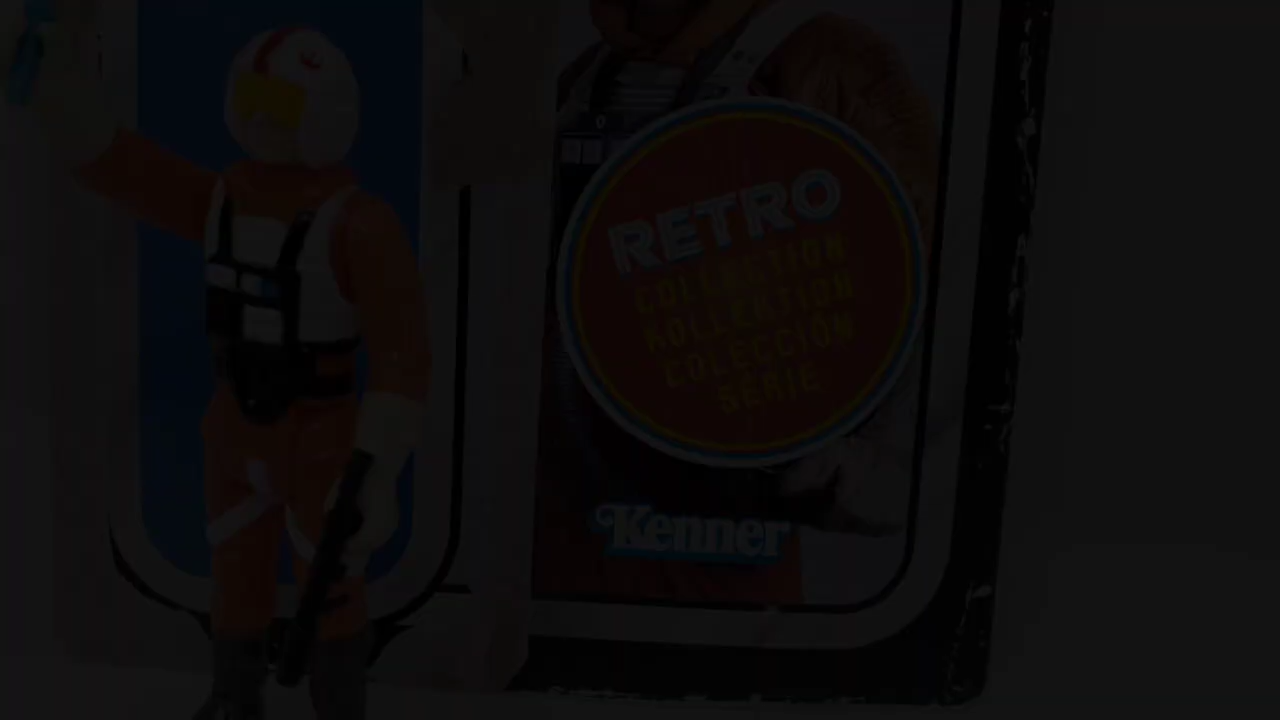 RETRO
COLLECTION
KOLLEKTION
COLECCIÓN
SÉRIE
Kenner